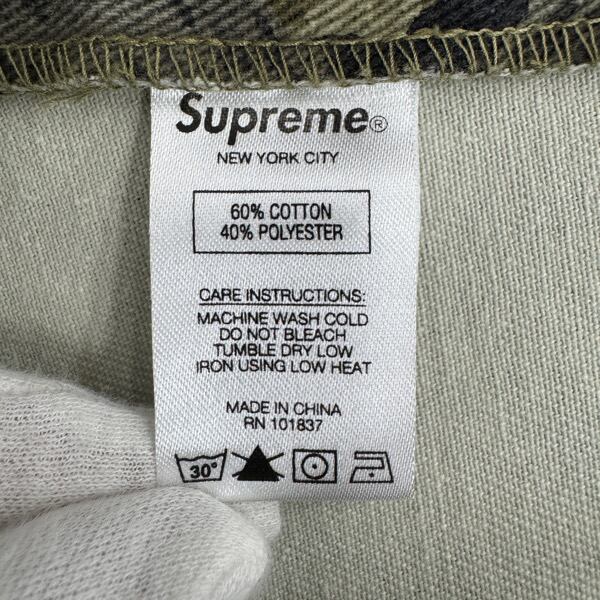 Supreme®
NEW YORK CITY
60% COTTON
40% POLYESTER
CARE INSTRUCTIONS:
MACHINE WASH COLD
DO NOT BLEACH
TUMBLE DRY LOW
IRON USING LOW HEAT
MADE IN CHINA
RN 101837
30°